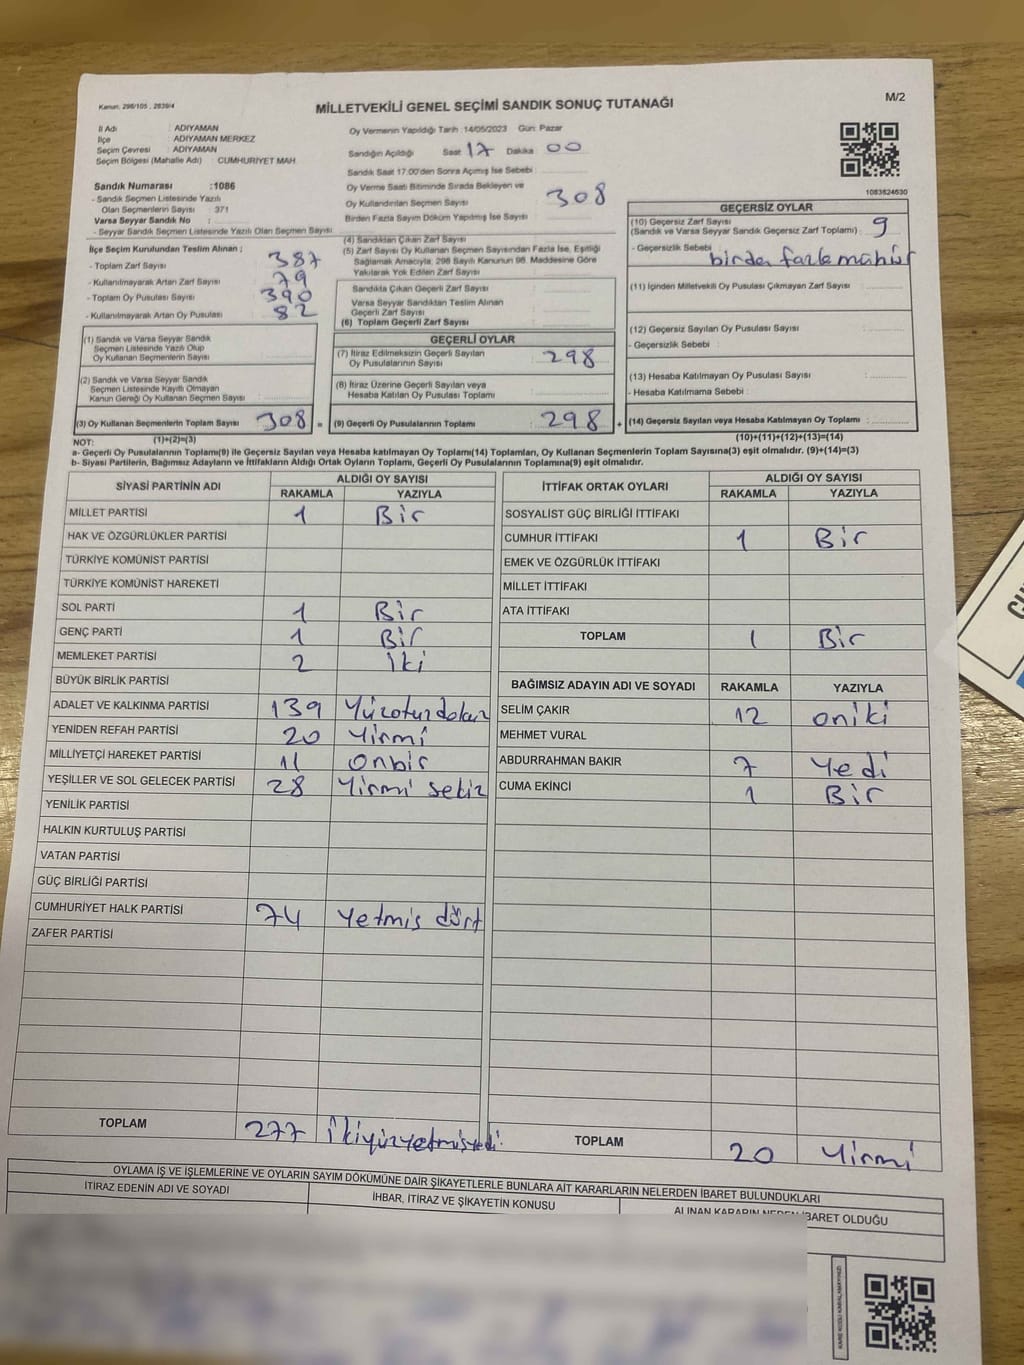 Kanun: 298/105 , 2839/4
MİLLETVEKİLİ GENEL SEÇİMİ SANDIK SONUÇ TUTANAĞI
M/2
İl Adı : ADIYAMAN
İlçe : ADIYAMAN MERKEZ
Seçim Çevresi : ADIYAMAN
Seçim Bölgesi (Mahalle Adı) : CUMHURİYET MAH
Sandık Numarası :1086
- Sandık Seçmen Listesinde Yazılı
Olan Seçmenlerin Sayısı : 371
Varsa Seyyar Sandık No :
- Seyyar Sandık Seçmen Listesinde Yazılı Olan Seçmen Sayısı:
Oy Vermenin Yapıldığı Tarih :14/05/2023 Gün: Pazar
Sandığın Açıldığı Saat 17 Dakika 00
Sandık Saat 17.00'den Sonra Açımış İse Sebebi :
Oy Verme Saati Bitiminde Sırada Bekleyen ve
Oy Kullandırılan Seçmen Sayısı 308
Birden Fazla Sayım Döküm Yapılmış İse Sayısı
1083624630
İlçe Seçim Kurulundan Teslim Alınan ;
- Toplam Zarf Sayısı 387
- Kullanılmayarak Artan Zarf Sayısı 79
- Toplam Oy Pusulası Sayısı 390
- Kullanılmayarak Artan Oy Pusulası 82
(4) Sandıktan Çıkan Zarf Sayısı
(5) Zarf Sayısı Oy Kullanan Seçmen Sayısından Fazla İse, Eşitliği
Sağlamak Amacıyla, 298 Sayılı Kanunun 98. Maddesine Göre
Yakılarak Yok Edilen Zarf Sayısı
Sandıkta Çıkan Geçerli Zarf Sayısı
Varsa Seyyar Sandıktan Teslim Alınan
Geçerli Zarf Sayısı
(6) Toplam Geçerli Zarf Sayısı
GEÇERSİZ OYLAR
(10) Geçersiz Zarf Sayısı 9
(Sandık ve Varsa Seyyar Sandık Geçersiz Zarf Toplamı)
- Geçersizlik Sebebi : birden fazla mühür
(11) İçinden Milletvekili Oy Pusulası Çıkmayan Zarf Sayısı
(12) Geçersiz Sayılan Oy Pusulası Sayısı
- Geçersizlik Sebebi :
(13) Hesaba Katılmayan Oy Pusulası Sayısı
- Hesaba Katılmama Sebebi :
(1) Sandık ve Varsa Seyyar Sandık
Seçmen Listesinde Yazılı Olup
Oy Kullanan Seçmenlerin Sayısı
(2) Sandık ve Varsa Seyyar Sandık
Seçmen Listesinde Kayıtlı Olmayan
Kanun Gereği Oy Kullanan Seçmen Sayısı
GEÇERLİ OYLAR
(7) İtiraz Edilmeksizin Geçerli Sayılan
Oy Pusulalarının Sayısı 298
(8) İtiraz Üzerine Geçerli Sayılan veya
Hesaba Katılan Oy Pusulası Toplamı
(3) Oy Kullanan Seçmenlerin Toplam Sayısı 308 = (9) Geçerli Oy Pusulalarının Toplamı : 298 + (14) Geçersiz Sayılan veya Hesaba Katılmayan Oy Toplamı :
NOT: (1)+(2)=(3) (10)+(11)+(12)+(13)=(14)
a- Geçerli Oy Pusulalarının Toplamı(9) ile Geçersiz Sayılan veya Hesaba katılmayan Oy Toplamı(14) Toplamları, Oy Kullanan Seçmenlerin Toplam Sayısına(3) eşit olmalıdır. (9)+(14)=(3)
b- Siyasi Partilerin, Bağımsız Adayların ve İttifakların Aldığı Ortak Oyların Toplamı, Geçerli Oy Pusulalarının Toplamına(9) eşit olmalıdır.
SİYASİ PARTİNİN ADI ALDIĞI OY SAYISI
RAKAMLA YAZIYLA
MİLLET PARTİSİ 1 Bir
HAK VE ÖZGÜRLÜKLER PARTİSİ
TÜRKİYE KOMÜNİST PARTİSİ
TÜRKİYE KOMÜNİST HAREKETİ
SOL PARTİ 1 Bir
GENÇ PARTİ 1 Bir
MEMLEKET PARTİSİ 2 iki
BÜYÜK BİRLİK PARTİSİ
ADALET VE KALKINMA PARTİSİ 139 Yüzotuzdokuz
YENİDEN REFAH PARTİSİ 20 Yirmi
MİLLİYETÇİ HAREKET PARTİSİ 11 Onbir
YEŞİLLER VE SOL GELECEK PARTİSİ 28 Yirmi sekiz
YENİLİK PARTİSİ
HALKIN KURTULUŞ PARTİSİ
VATAN PARTİSİ
GÜÇ BİRLİĞİ PARTİSİ
CUMHURİYET HALK PARTİSİ 74 Yetmis dört
ZAFER PARTİSİ
TOPLAM 277 ikiyüzyetmisyedi
İTTİFAK ORTAK OYLARI ALDIĞI OY SAYISI
RAKAMLA YAZIYLA
SOSYALİST GÜÇ BİRLİĞİ İTTİFAKI
CUMHUR İTTİFAKI 1 Bir
EMEK VE ÖZGÜRLÜK İTTİFAKI
MİLLET İTTİFAKI
ATA İTTİFAKI
TOPLAM 1 Bir
BAĞIMSIZ ADAYIN ADI VE SOYADI RAKAMLA YAZIYLA
SELİM ÇAKIR 12 oniki
MEHMET VURAL
ABDURRAHMAN BAKIR 7 Yedi
CUMA EKİNCİ 1 Bir
TOPLAM 20 Yirmi
OYLAMA İŞ VE İŞLEMLERİNE VE OYLARIN SAYIM DÖKÜMÜNE DAİR ŞİKAYETLERLE BUNLARA AİT KARARLARIN NELERDEN İBARET BULUNDUKLARI
İTİRAZ EDENİN ADI VE SOYADI
İHBAR, İTİRAZ VE ŞİKAYETİN KONUSU
ALINAN KARARIN NEDEN İBARET OLDUĞU